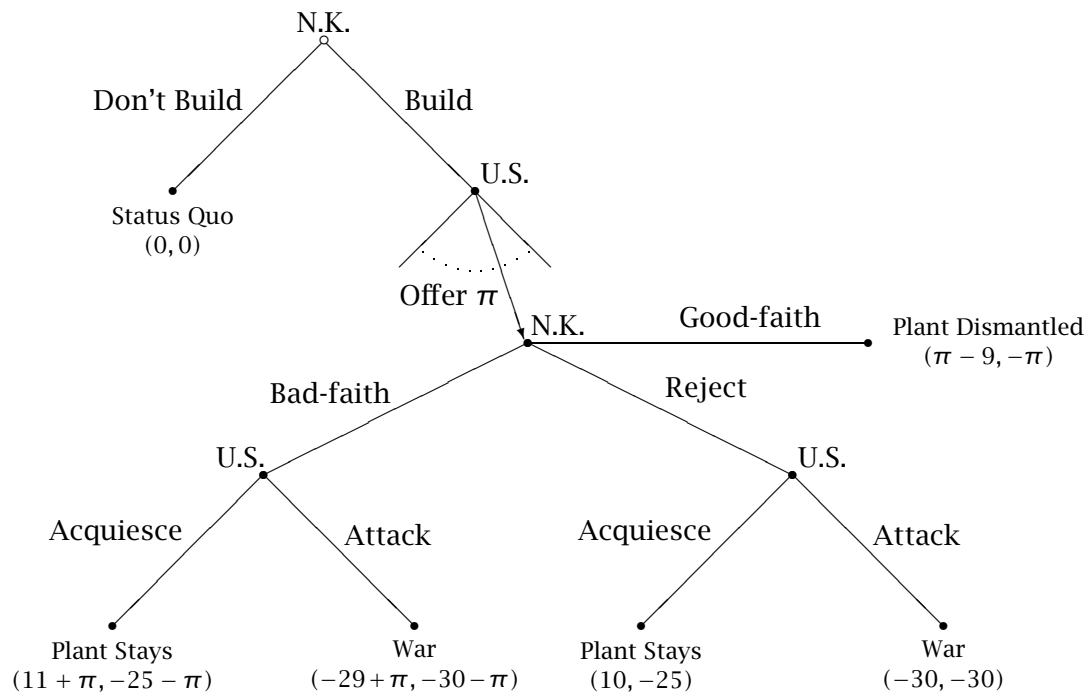 N.K.
Don't Build
Build
U.S.
Status Quo
(0, 0)
Offer π
N.K.
Good-faith
Plant Dismantled
(π − 9, −π)
Bad-faith
Reject
U.S.
U.S.
Acquiesce
Attack
Acquiesce
Attack
Plant Stays
(11 + π, −25 − π)
War
(−29 + π, −30 − π)
Plant Stays
(10, −25)
War
(−30, −30)